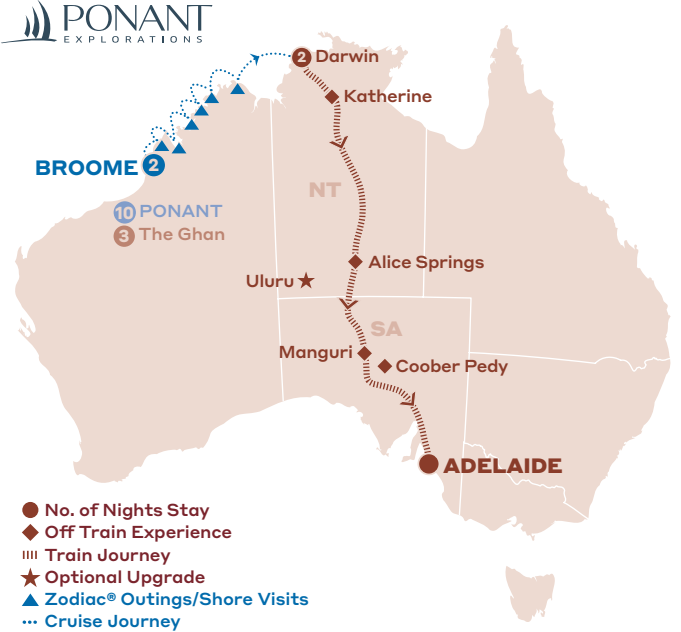 PONANT
EXPLORATIONS
2 Darwin
Katherine
BROOME 2
NT
10 PONANT
3 The Ghan
Alice Springs
Uluru
SA
Manguri
Coober Pedy
ADELAIDE
No. of Nights Stay
Off Train Experience
Train Journey
Optional Upgrade
Zodiac® Outings/Shore Visits
Cruise Journey